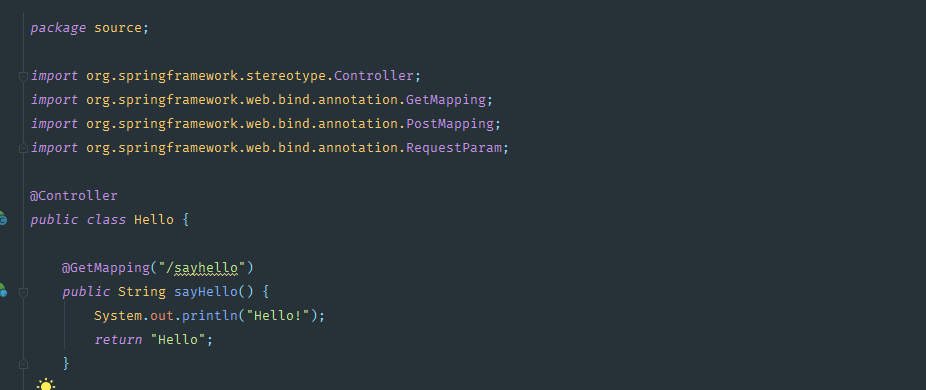 package source;
import org.springframework.stereotype.Controller;
import org.springframework.web.bind.annotation.GetMapping;
import org.springframework.web.bind.annotation.PostMapping;
import org.springframework.web.bind.annotation.RequestParam;
@Controller
public class Hello {
@GetMapping("/sayhello")
public String sayHello() {
System.out.println("Hello!");
return "Hello";
}